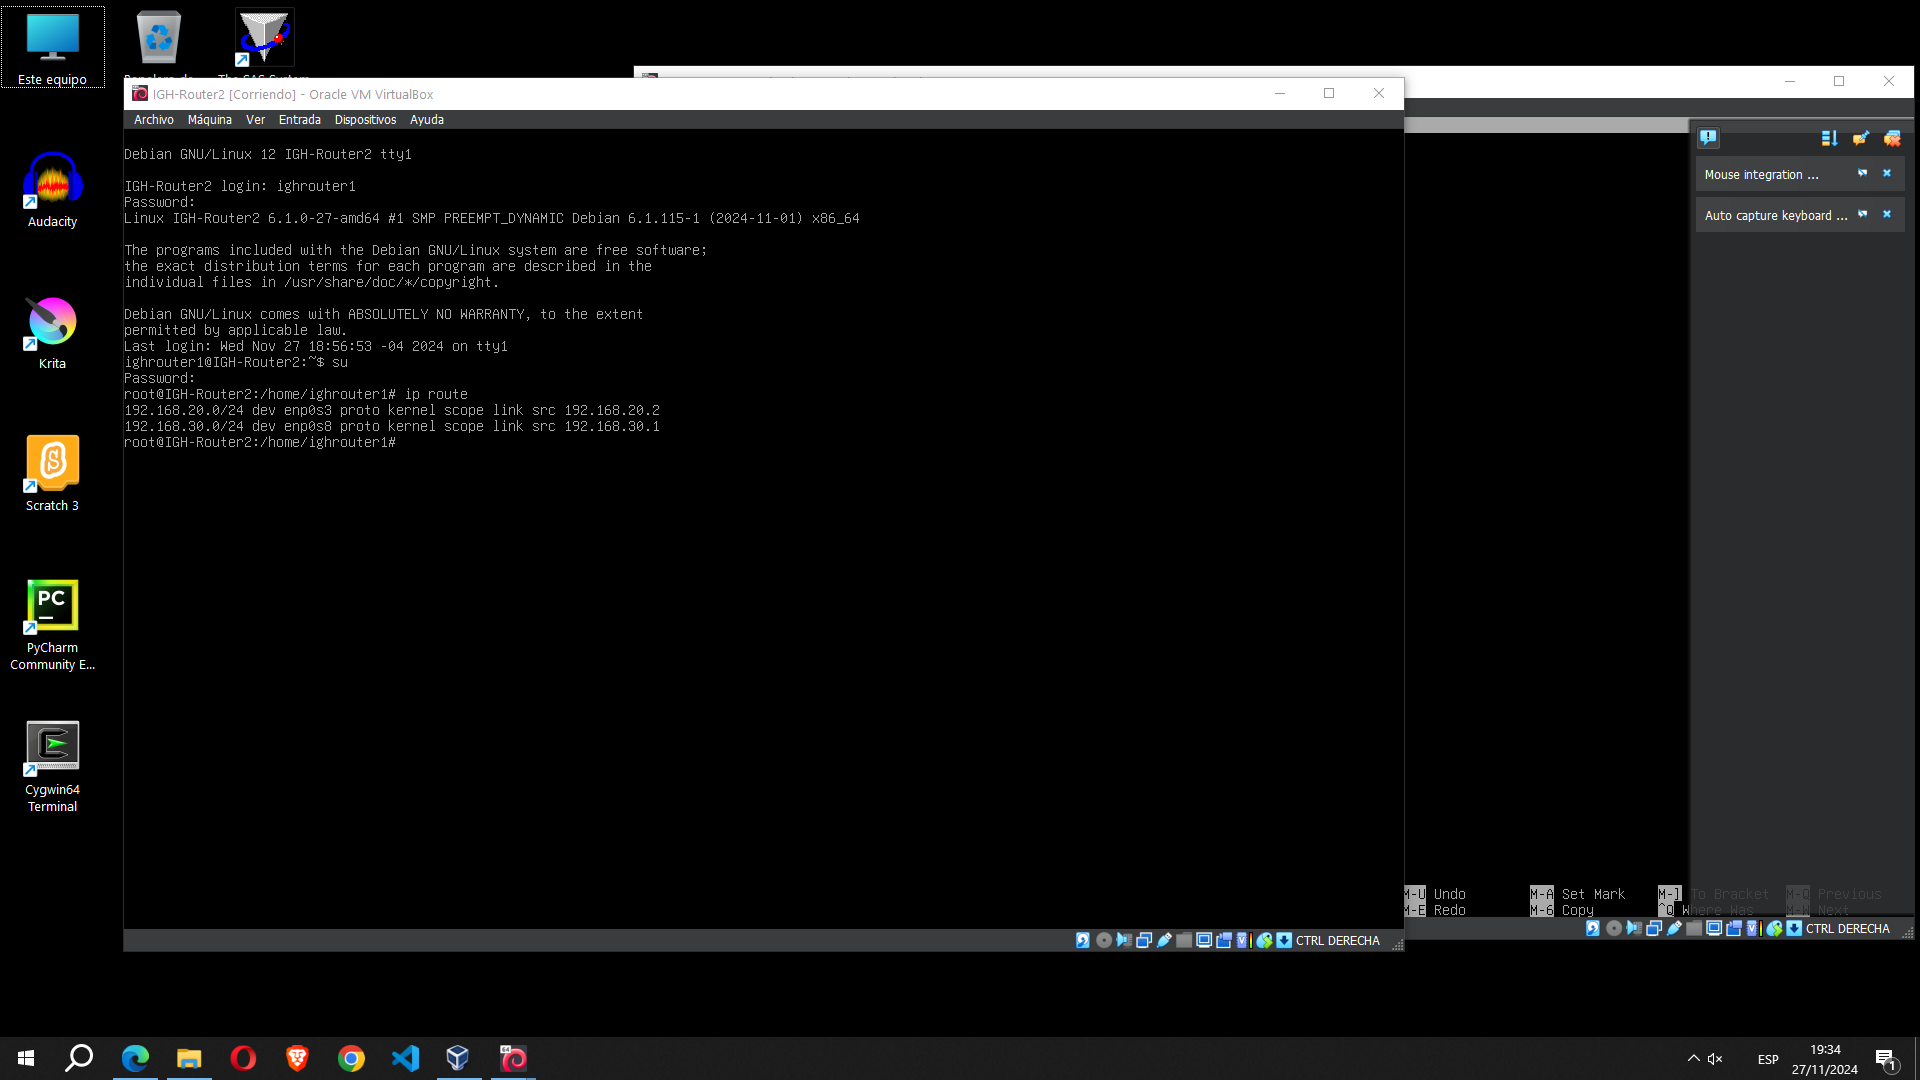 Este equipo
Audacity
Krita
Scratch 3
PC
PyCharm
Community E...
Cygwin64
Terminal
IGH-Router2 [Corriendo] - Oracle VM VirtualBox
Archivo Máquina Ver Entrada Dispositivos Ayuda
Debian GNU/Linux 12 IGH-Router2 tty1
IGH-Router2 login: ighrouter1
Password:
Linux IGH-Router2 6.1.0-27-amd64 #1 SMP PREEMPT_DYNAMIC Debian 6.1.115-1 (2024-11-01) x86_64
The programs included with the Debian GNU/Linux system are free software;
the exact distribution terms for each program are described in the
individual files in /usr/share/doc/*/copyright.
Debian GNU/Linux comes with ABSOLUTELY NO WARRANTY, to the extent
permitted by applicable law.
Last login: Wed Nov 27 18:56:53 -04 2024 on tty1
ighrouter1@IGH-Router2:~$ su
Password:
root@IGH-Router2:/home/ighrouter1# ip route
192.168.20.0/24 dev enp0s3 proto kernel scope link src 192.168.20.2
192.168.30.0/24 dev enp0s8 proto kernel scope link src 192.168.30.1
root@IGH-Router2:/home/ighrouter1#
CTRL DERECHA
Mouse integration ...
Auto capture keyboard ...
M-U Undo M-A Set Mark M-] To Bracket M-Q Previous
M-E Redo M-6 Copy ^Q Where Was M-W Next
CTRL DERECHA
ESP
19:34
27/11/2024
1